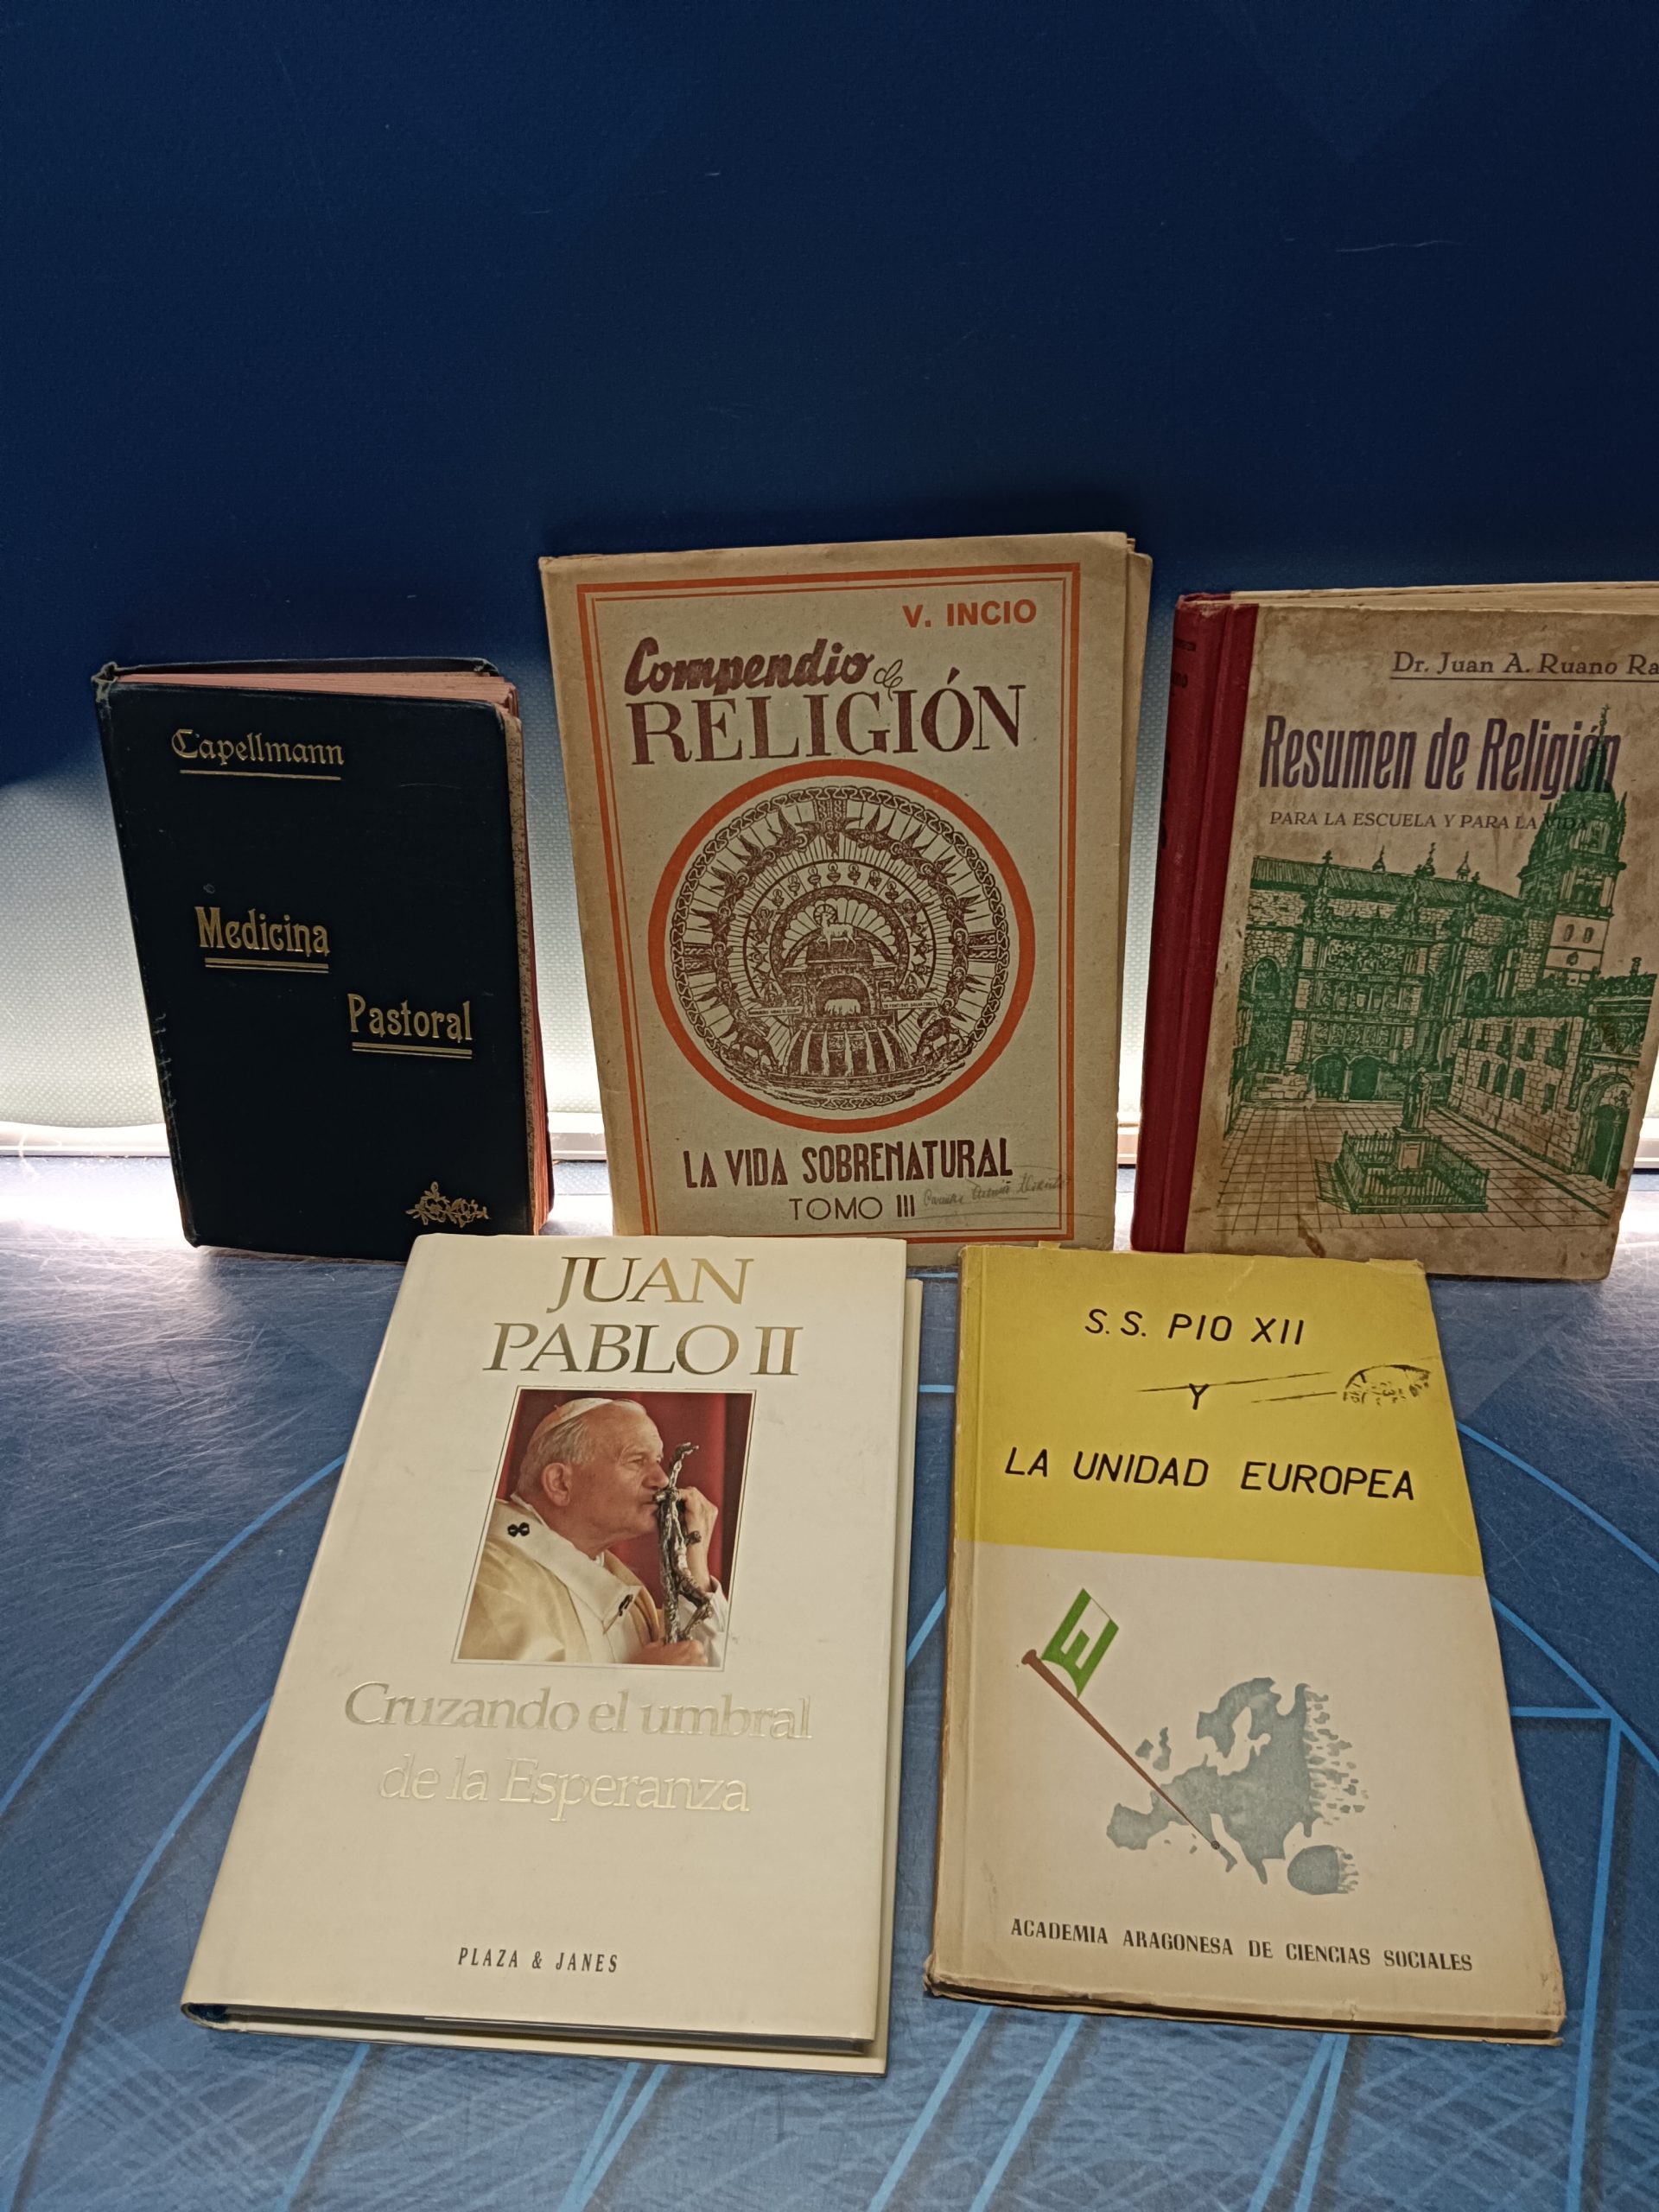 Capellmann
Medicina
Pastoral
V. INCIO
Compendio de
RELIGIÓN
LA VIDA SOBRENATURAL
TOMO III
Dr. Juan A. Ruano Ra
Resumen de Religión
PARA LA ESCUELA Y PARA LA VIDA
JUAN
PABLO II
Cruzando el umbral
de la Esperanza
PLAZA & JANES
S. S. PIO XII
Y
LA UNIDAD EUROPEA
E
ACADEMIA ARAGONESA DE CIENCIAS SOCIALES